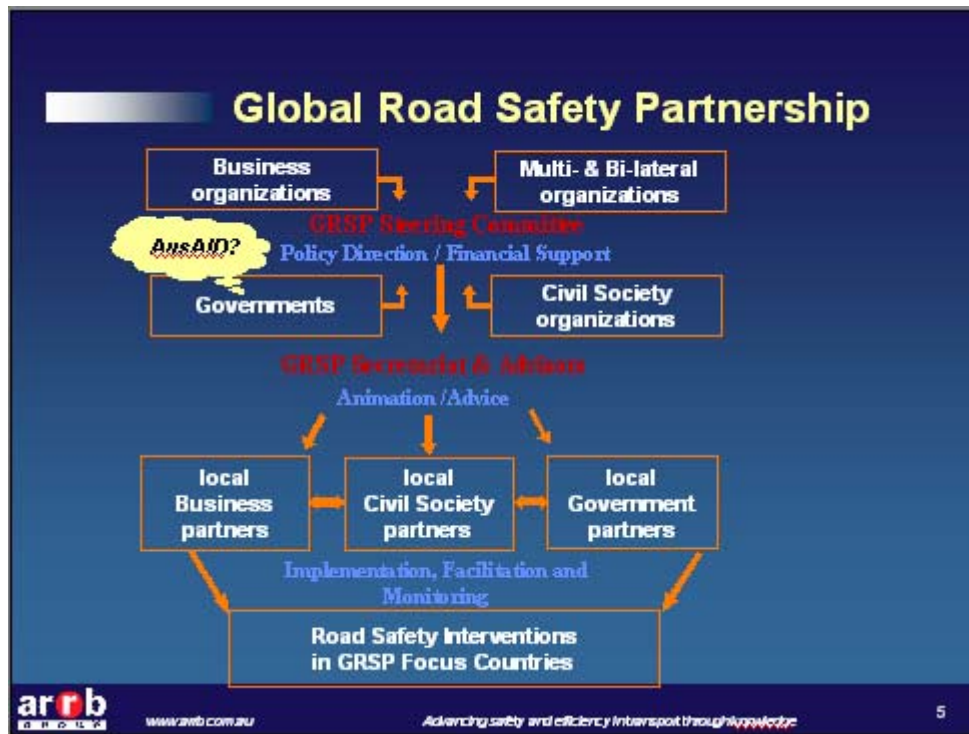 Global Road Safety Partnership
Business
organizations
Multi- & Bi-lateral
organizations
GRSP Steering Committee
AusAID?
Policy Direction / Financial Support
Governments
Civil Society
organizations
GRSP Secretariat & Advisors
Animation /Advice
local
Business
partners
local
Civil Society
partners
local
Government
partners
Implementation, Facilitation and
Monitoring
Road Safety Interventions
in GRSP Focus Countries
arrb
GROUP
www.arrb.com.au
Advancing safety and efficiency in transport through knowledge
5